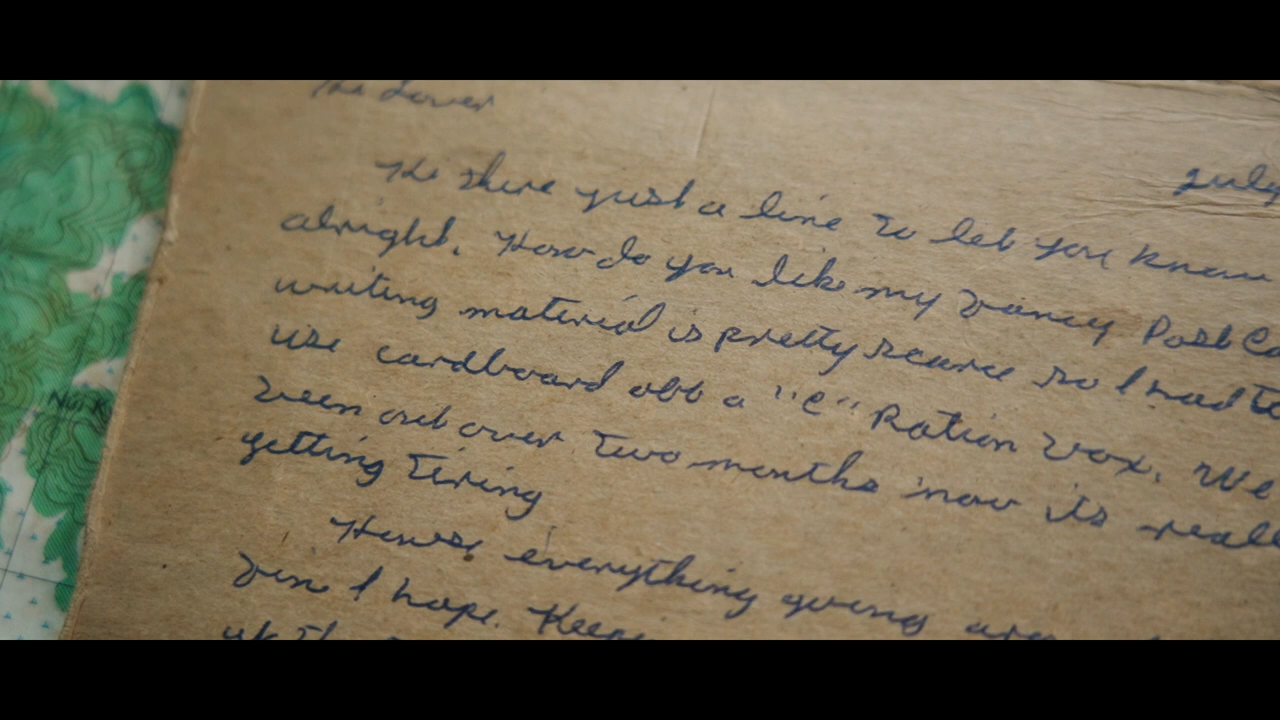 July
Hi there just a line to let you know
alright. How do you like my fancy Post Ca
writing material is pretty scarce so I had to
use cardboard off a "C" Ration box. We
been out over two months now its reall
getting tiring
Hows everything going
fine I hope. Keep